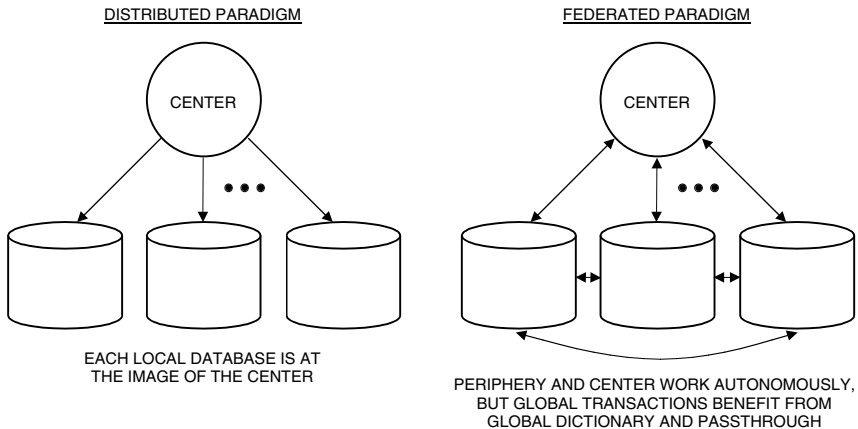 DISTRIBUTED PARADIGM
CENTER
EACH LOCAL DATABASE IS AT
THE IMAGE OF THE CENTER
FEDERATED PARADIGM
CENTER
PERIPHERY AND CENTER WORK AUTONOMOUSLY,
BUT GLOBAL TRANSACTIONS BENEFIT FROM
GLOBAL DICTIONARY AND PASSTHROUGH